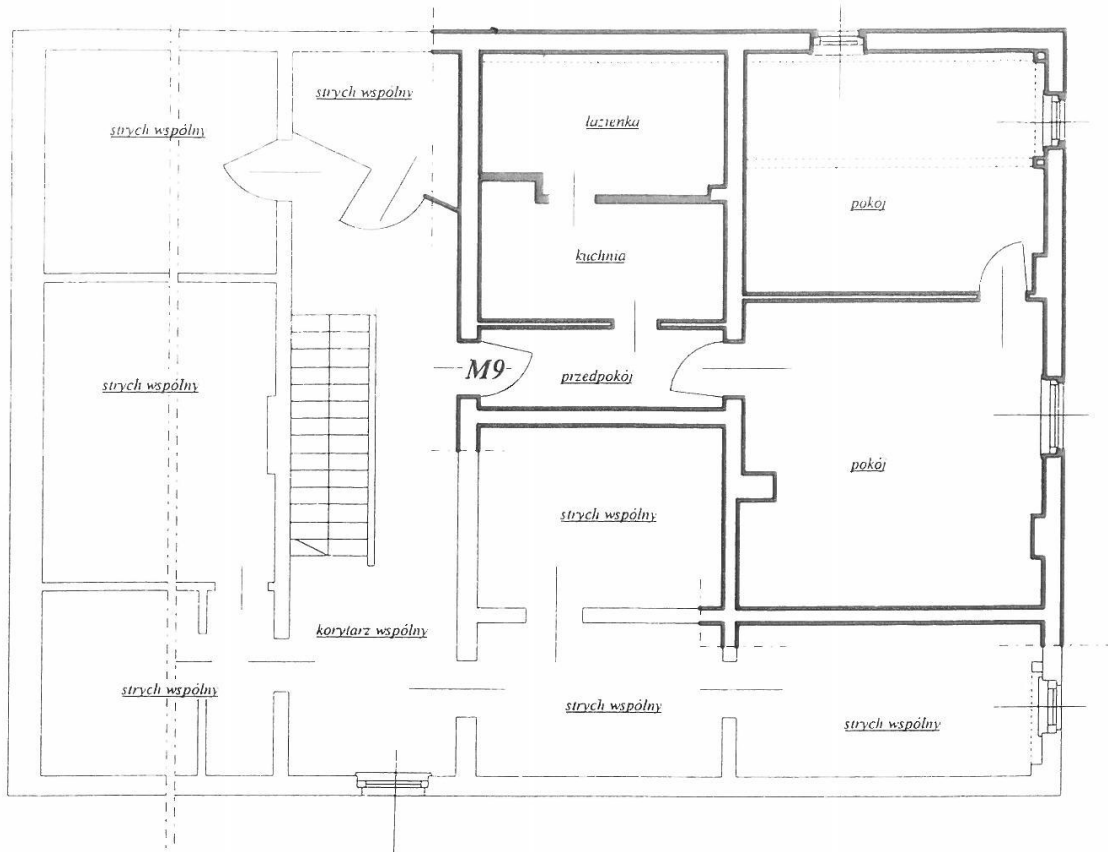 strych wspólny
strych wspólny
łazienka
pokój
kuchnia
M9
przedpokój
strych wspólny
pokój
strych wspólny
korytarz wspólny
strych wspólny
strych wspólny
strych wspólny